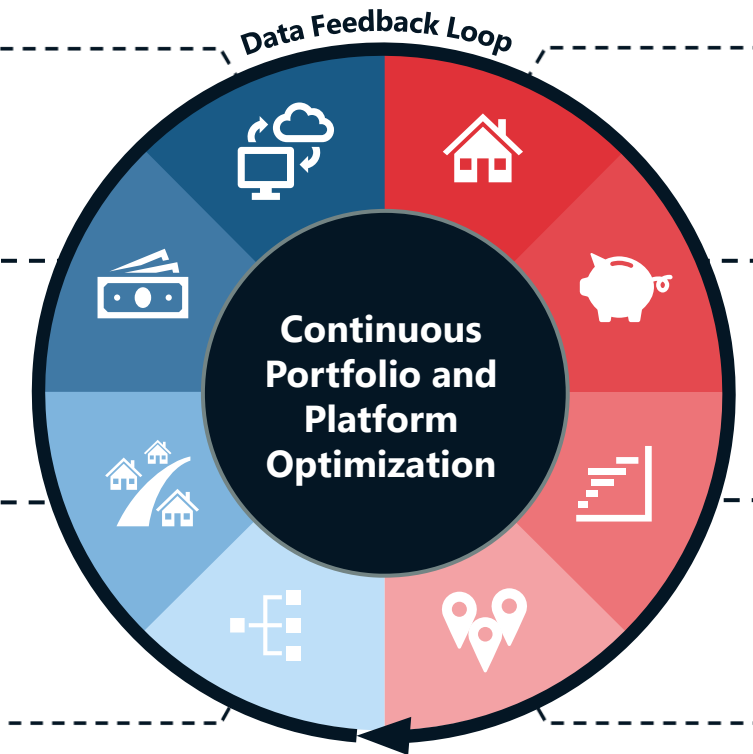 Data Feedback Loop
Continuous
Portfolio and
Platform
Optimization